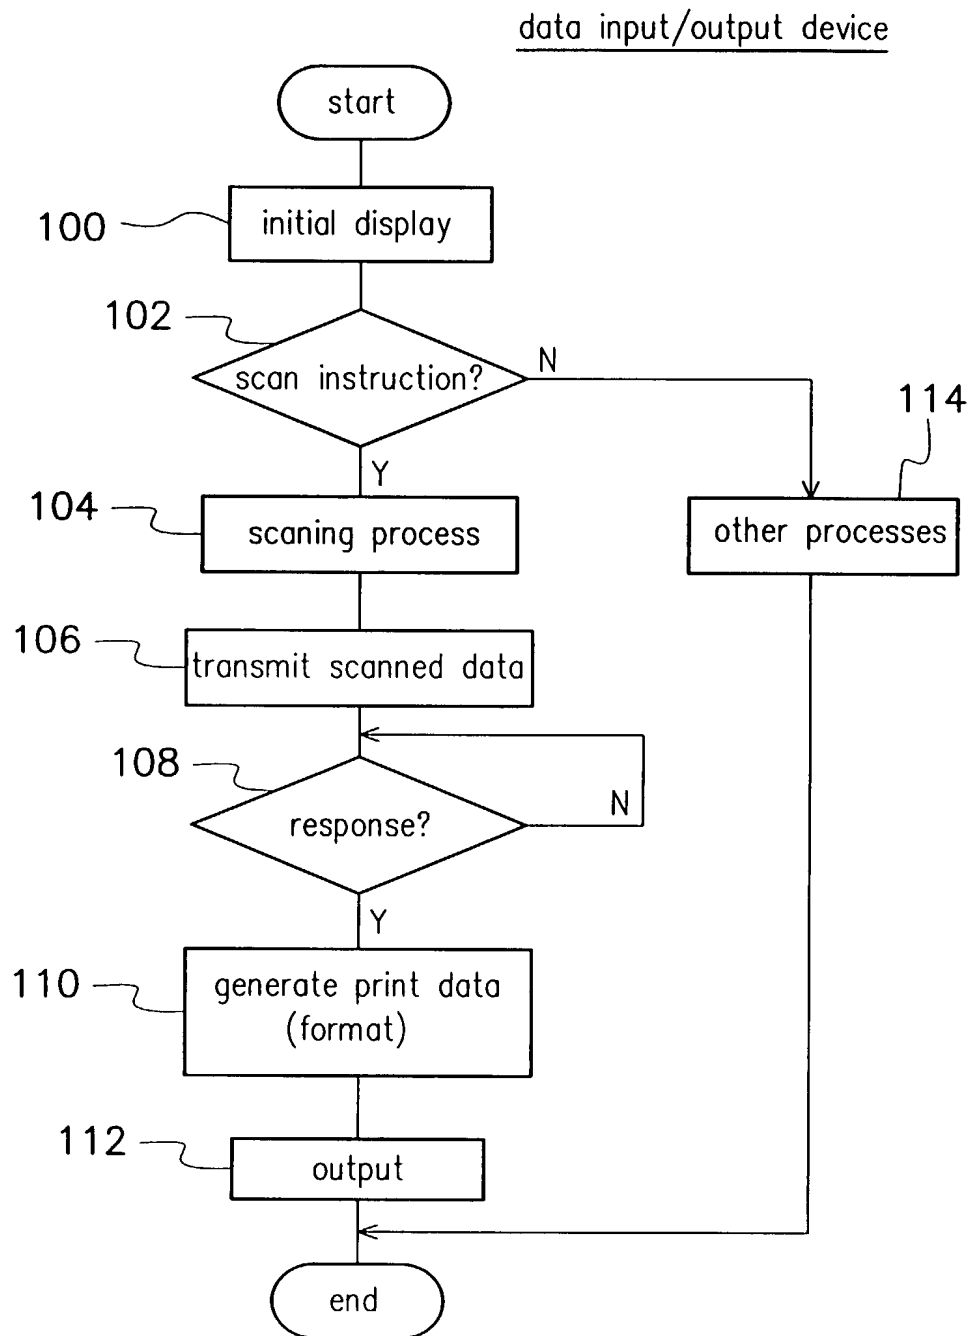 data input/output device
start
100
initial display
102
scan instruction?
N
114
Y
104
scaning process
other processes
106
transmit scanned data
108
response?
N
Y
110
generate print data
(format)
112
output
end